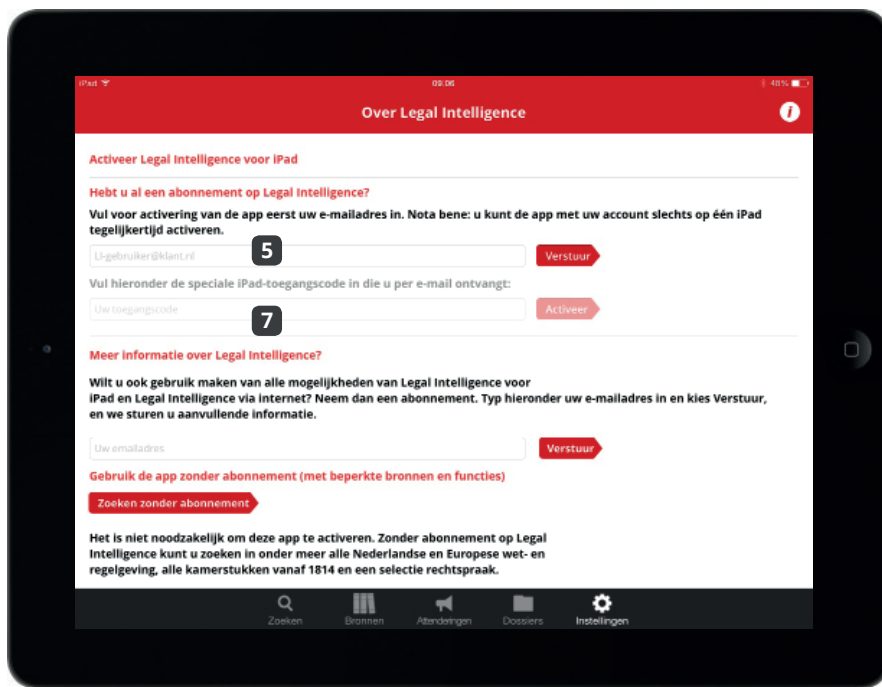 iPad 09:06 48%
Over Legal Intelligence i
Activeer Legal Intelligence voor iPad
Hebt u al een abonnement op Legal Intelligence?
Vul voor activering van de app eerst uw e-mailadres in. Nota bene: u kunt de app met uw account slechts op één iPad
tegelijkertijd activeren.
LI-gebruiker@klant.nl 5 Verstuur
Vul hieronder de speciale iPad-toegangscode in die u per e-mail ontvangt:
Uw toegangscode 7 Activeer
Meer informatie over Legal Intelligence?
Wilt u ook gebruik maken van alle mogelijkheden van Legal Intelligence voor
iPad en Legal Intelligence via internet? Neem dan een abonnement. Typ hieronder uw e-mailadres in en kies Verstuur,
en we sturen u aanvullende informatie.
Uw emailadres Verstuur
Gebruik de app zonder abonnement (met beperkte bronnen en functies)
Zoeken zonder abonnement
Het is niet noodzakelijk om deze app te activeren. Zonder abonnement op Legal
Intelligence kunt u zoeken in onder meer alle Nederlandse en Europese wet- en
regelgeving, alle kamerstukken vanaf 1814 en een selectie rechtspraak.
Zoeken Bronnen Attenderingen Dossiers Instellingen